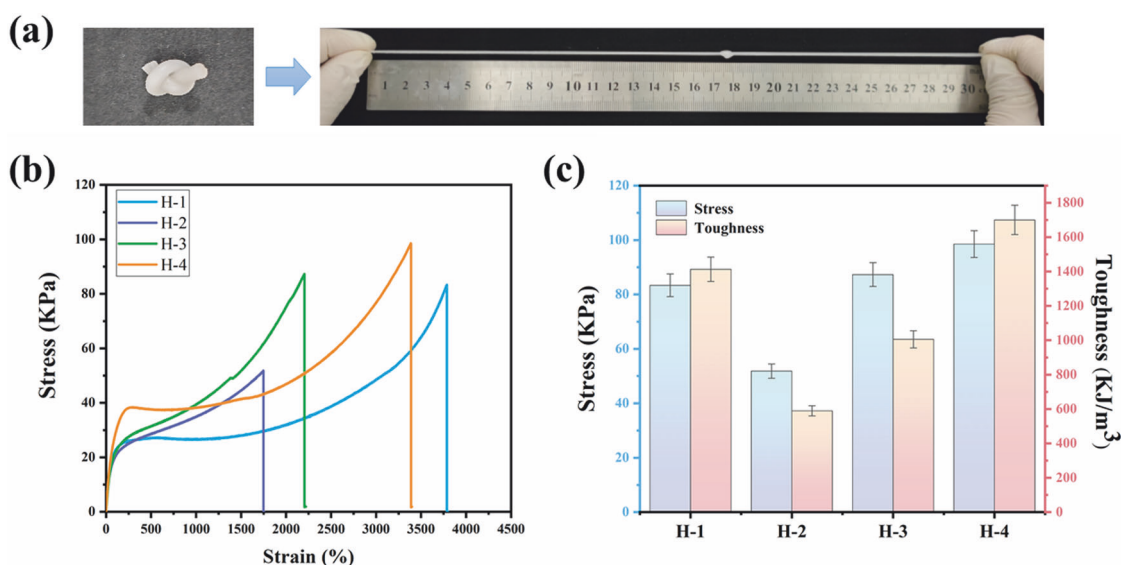 (a)
1 2 3 4 5 6 7 8 9 10 11 12 13 14 15 16 17 18 19 20 21 22 23 24 25 26 27 28 29 30
(b)
120
100
80
60
40
20
0
Stress (KPa)
H-1
H-2
H-3
H-4
0 500 1000 1500 2000 2500 3000 3500 4000 4500
Strain (%)
(c)
120
100
80
60
40
20
0
Stress (KPa)
Stress
Toughness
H-1 H-2 H-3 H-4
1800
1600
1400
1200
1000
800
600
400
200
0
Toughness (KJ/m³)